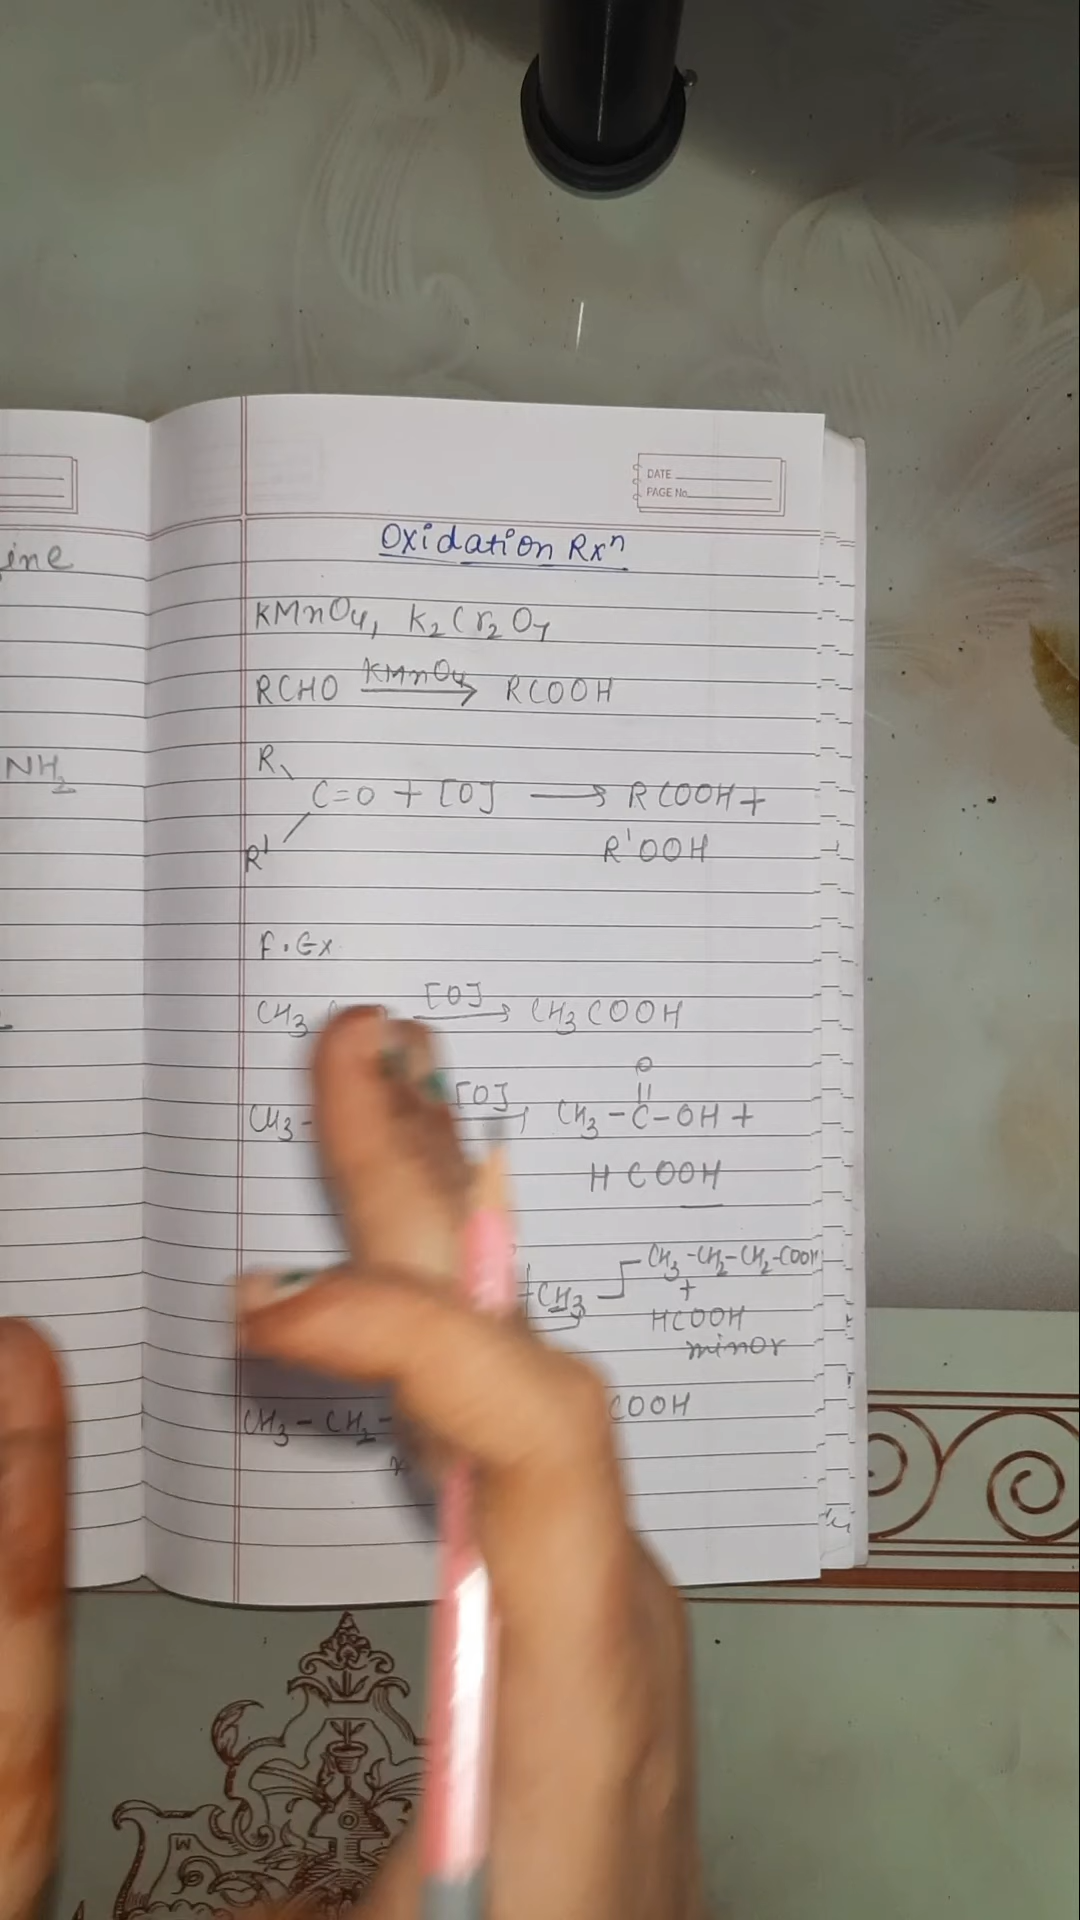 ine
NH2
DATE
PAGE No.
Oxidation Rxn
KMnO4, K2Cr2O7
RCHO KMnO4 → RCOOH
R
C=O + [O] → RCOOH +
R' R'OOH
F.Ex
CH3 [O] → CH3COOH
O
CH3 - [O] CH3 - C - OH +
HCOOH
CH3 - CH2 - CH2 - COOH
+
CH3
HCOOH
minor
CH3 - CH2 - COOH